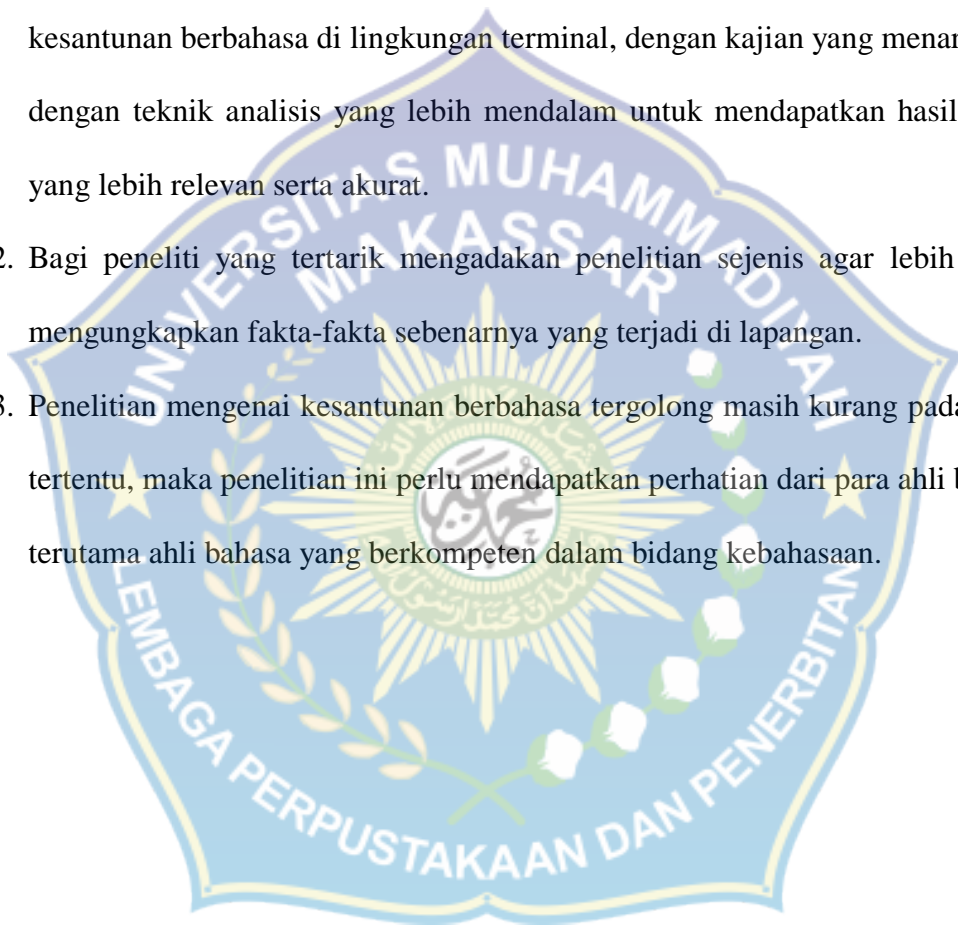 kesantunan berbahasa di lingkungan terminal, dengan kajian yang
dengan teknik analisis yang lebih mendalam untuk mendapatkan hasil
yang lebih relevan serta akurat.
2. Bagi peneliti yang tertarik mengadakan penelitian sejenis agar lebih
mengungkapkan fakta-fakta sebenarnya yang terjadi di lapangan.
3. Penelitian mengenai kesantunan berbahasa tergolong masih kurang pada
tertentu, maka penelitian ini perlu mendapatkan perhatian dari para ahli
terutama ahli bahasa yang berkompeten dalam bidang kebahasaan.
UNIVERSITAS MUHAMMADIYAH
MAKASSAR
LEMBAGA PERPUSTAKAAN DAN PENERBITAN